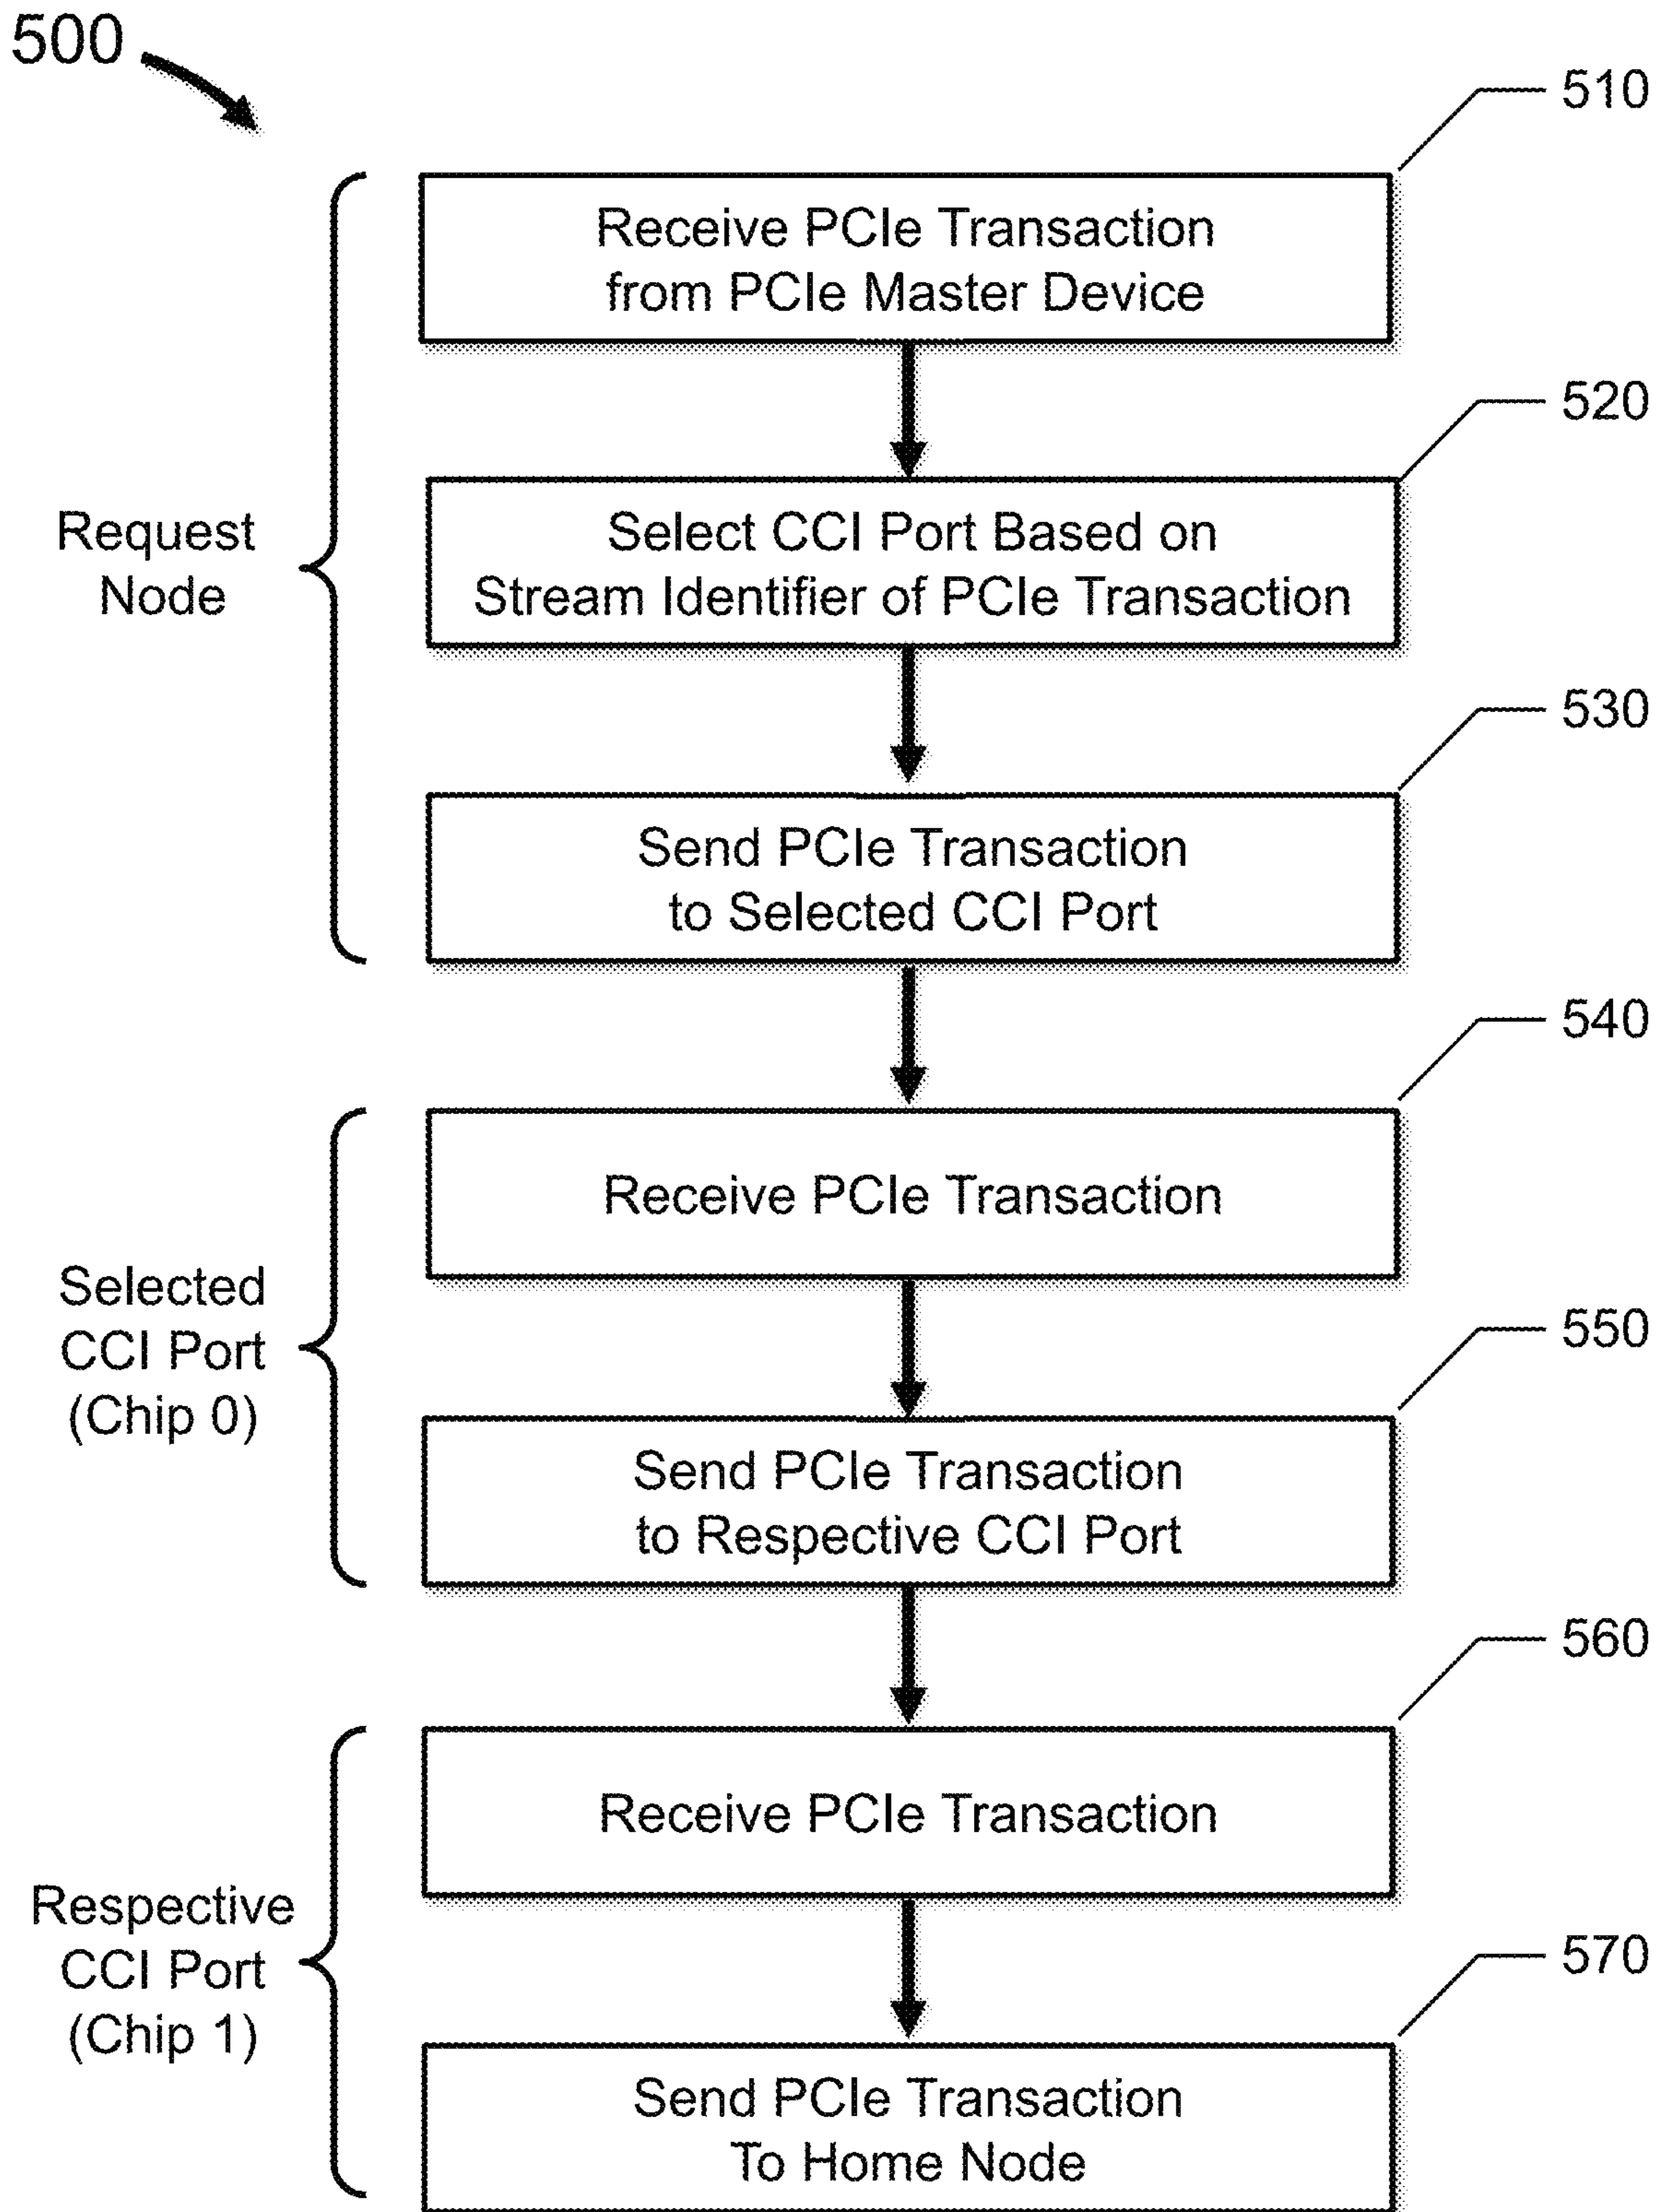 500
510
Receive PCIe Transaction
from PCIe Master Device
520
Request
Node
Select CCI Port Based on
Stream Identifier of PCIe Transaction
530
Send PCIe Transaction
to Selected CCI Port
540
Selected
CCI Port
(Chip 0)
Receive PCIe Transaction
550
Send PCIe Transaction
to Respective CCI Port
560
Respective
CCI Port
(Chip 1)
Receive PCIe Transaction
570
Send PCIe Transaction
To Home Node